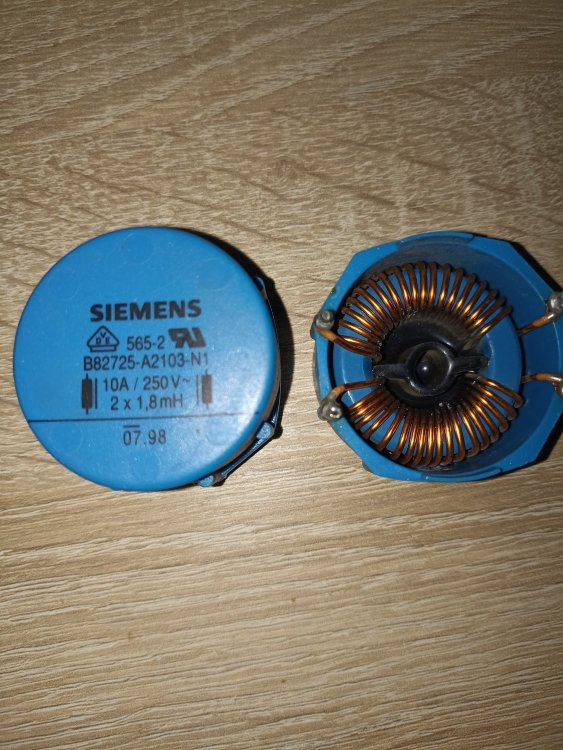 SIEMENS
565-2
B82725-A2103-N1
10A / 250V~
2 x 1,8mH
07.98